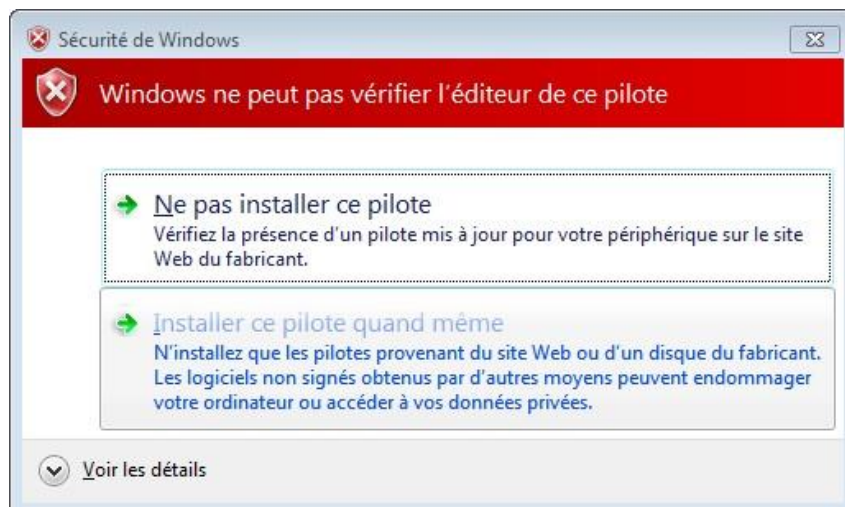 Sécurité de Windows
Windows ne peut pas vérifier l'éditeur de ce pilote
Ne pas installer ce pilote
Vérifiez la présence d'un pilote mis à jour pour votre périphérique sur le site
Web du fabricant.
Installer ce pilote quand même
N'installez que les pilotes provenant du site Web ou d'un disque du fabricant.
Les logiciels non signés obtenus par d'autres moyens peuvent endommager
votre ordinateur ou accéder à vos données privées.
Voir les détails